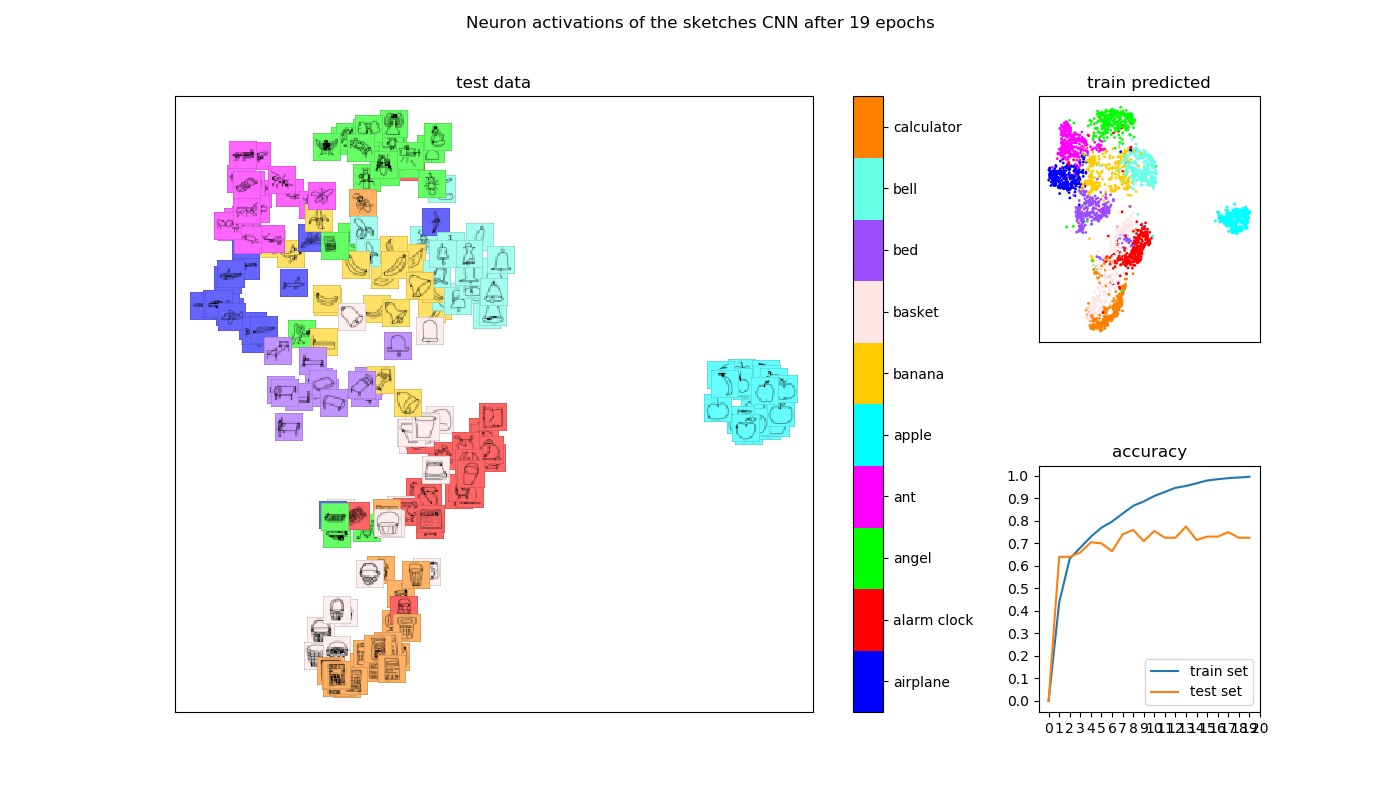 Neuron activations of the sketches CNN after 19 epochs
test data
calculator
bell
bed
basket
banana
apple
ant
angel
alarm clock
airplane
train predicted
accuracy
1.0
0.9
0.8
0.7
0.6
0.5
0.4
0.3
0.2
0.1
0.0
train set
test set
0 1 2 3 4 5 6 7 8 9 10 11 12 13 14 15 16 17 18 19 20